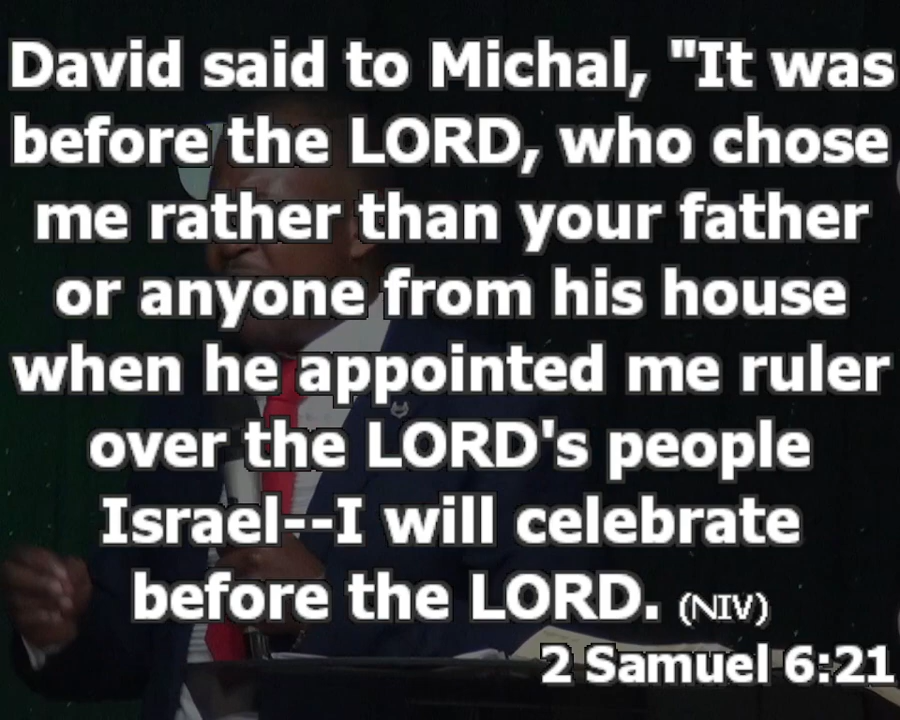 David said to Michal, "It was
before the LORD, who chose
me rather than your father
or anyone from his house
when he appointed me ruler
over the LORD's people
Israel--I will celebrate
before the LORD. (NIV)
2 Samuel 6:21